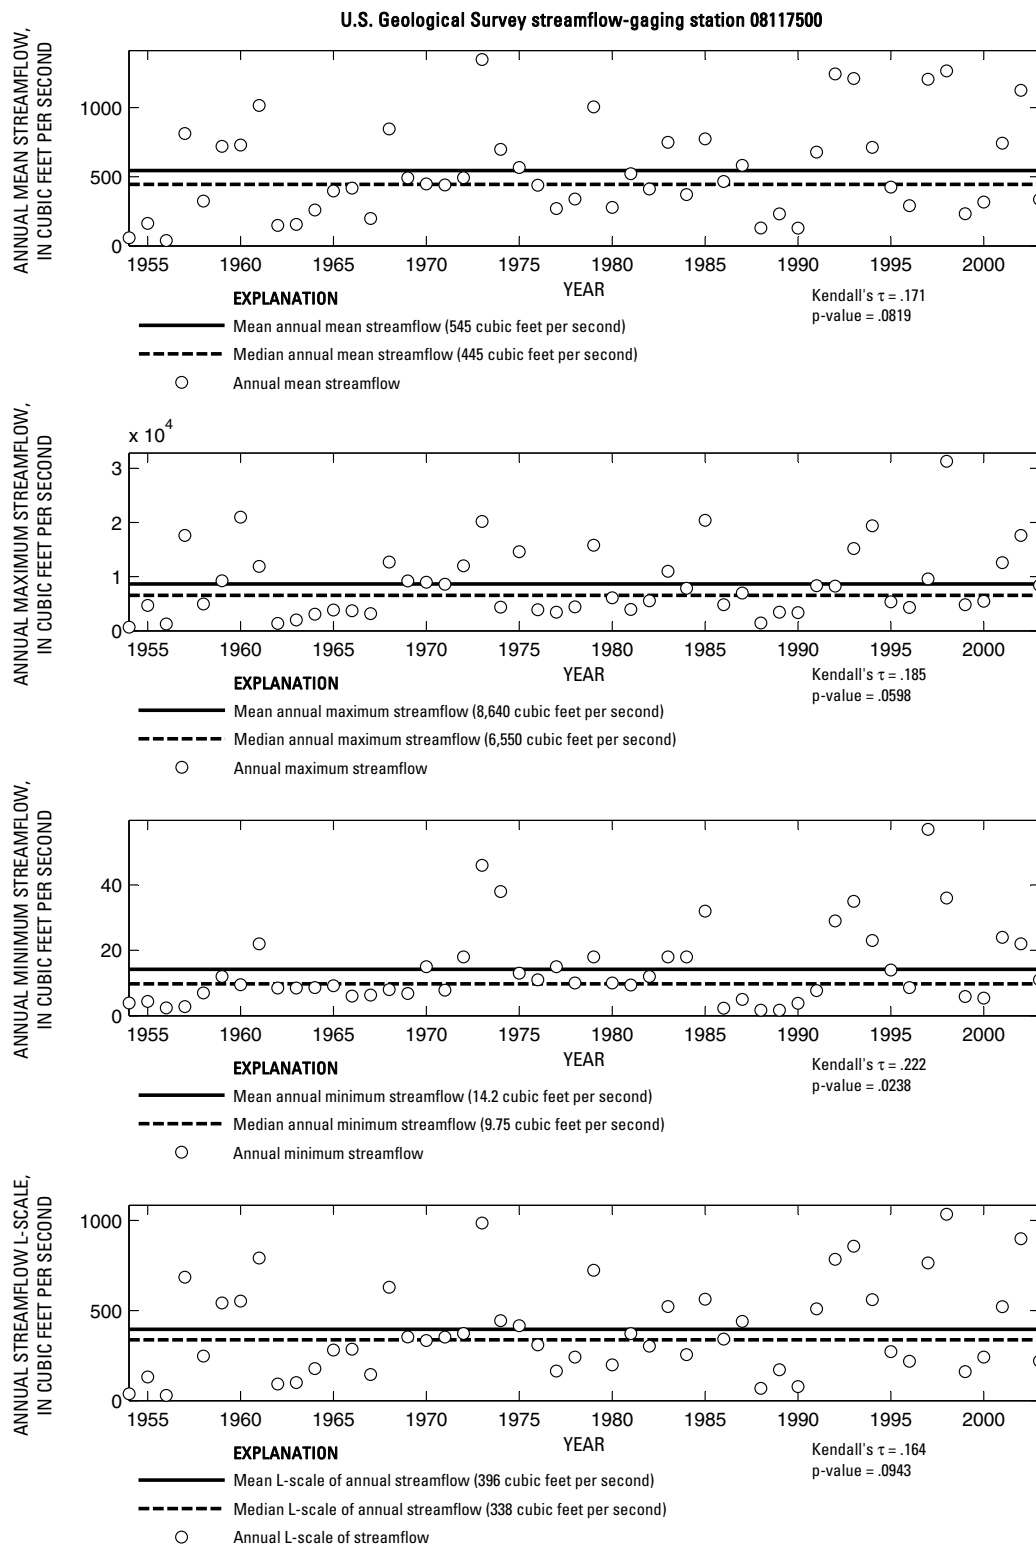 U.S. Geological Survey streamflow-gaging station 08117500
ANNUAL MEAN STREAMFLOW,
IN CUBIC FEET PER SECOND
1000
500
0
1955 1960 1965 1970 1975 1980 1985 1990 1995 2000
YEAR
Kendall's τ = .171
p-value = .0819
EXPLANATION
Mean annual mean streamflow (545 cubic feet per second)
Median annual mean streamflow (445 cubic feet per second)
Annual mean streamflow
ANNUAL MAXIMUM STREAMFLOW,
IN CUBIC FEET PER SECOND
x 10^4
3
2
1
0
1955 1960 1965 1970 1975 1980 1985 1990 1995 2000
YEAR
Kendall's τ = .185
p-value = .0598
EXPLANATION
Mean annual maximum streamflow (8,640 cubic feet per second)
Median annual maximum streamflow (6,550 cubic feet per second)
Annual maximum streamflow
ANNUAL MINIMUM STREAMFLOW,
IN CUBIC FEET PER SECOND
40
20
0
1955 1960 1965 1970 1975 1980 1985 1990 1995 2000
YEAR
Kendall's τ = .222
p-value = .0238
EXPLANATION
Mean annual minimum streamflow (14.2 cubic feet per second)
Median annual minimum streamflow (9.75 cubic feet per second)
Annual minimum streamflow
ANNUAL STREAMFLOW L-SCALE,
IN CUBIC FEET PER SECOND
1000
500
0
1955 1960 1965 1970 1975 1980 1985 1990 1995 2000
YEAR
Kendall's τ = .164
p-value = .0943
EXPLANATION
Mean L-scale of annual streamflow (396 cubic feet per second)
Median L-scale of annual streamflow (338 cubic feet per second)
Annual L-scale of streamflow